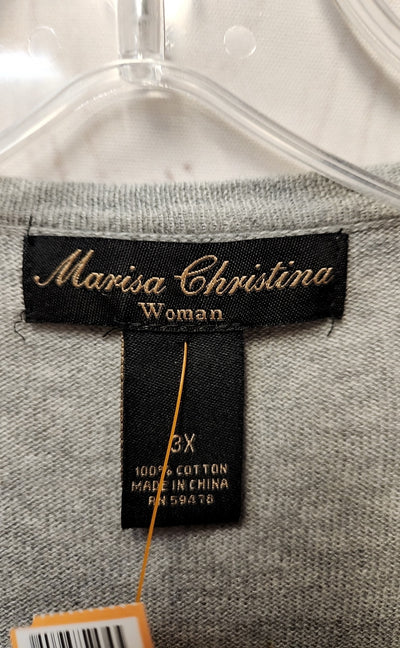 Marisa Christina
Woman
3X
100% COTTON
MADE IN CHINA
RN 59478